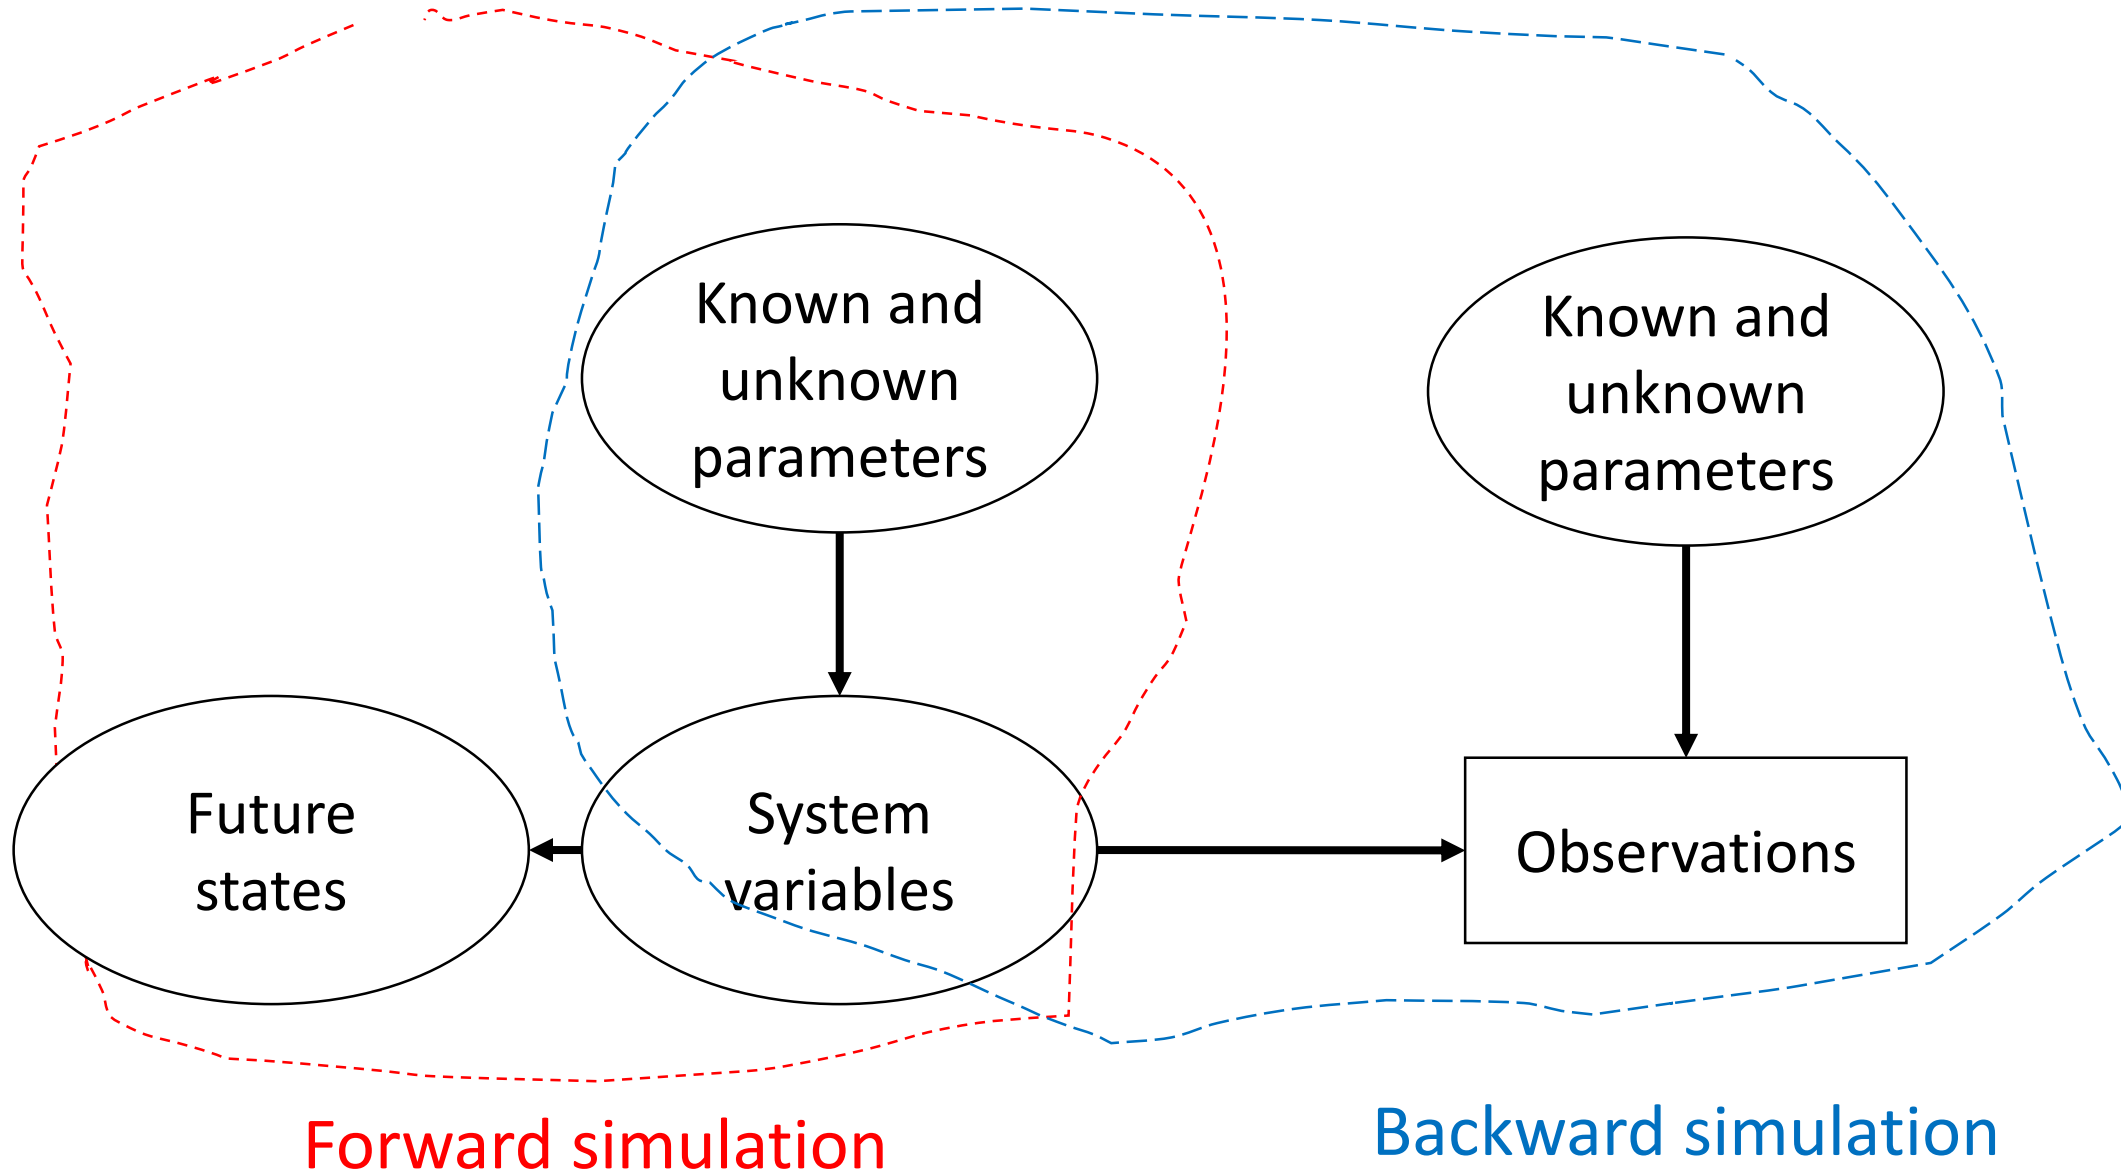 Known and
unknown
parameters
Known and
unknown
parameters
Future
states
System
variables
Observations
Forward simulation
Backward simulation